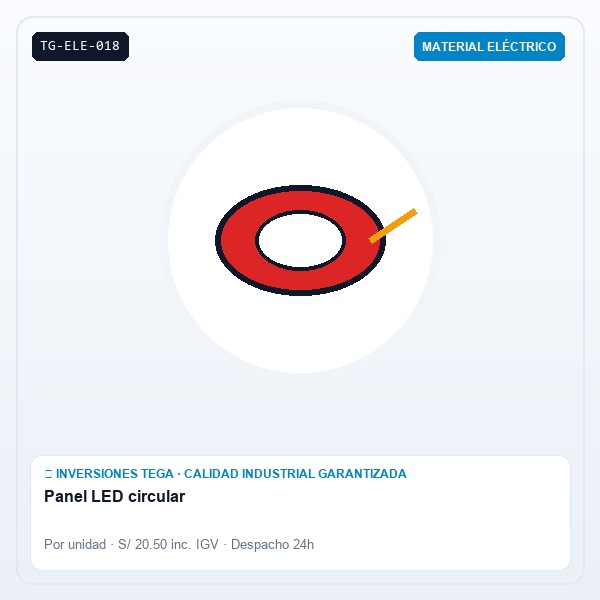 TG-ELE-018
MATERIAL ELÉCTRICO
INVERSIONES TEGA · CALIDAD INDUSTRIAL GARANTIZADA
Panel LED circular
Por unidad · S/ 20.50 inc. IGV · Despacho 24h